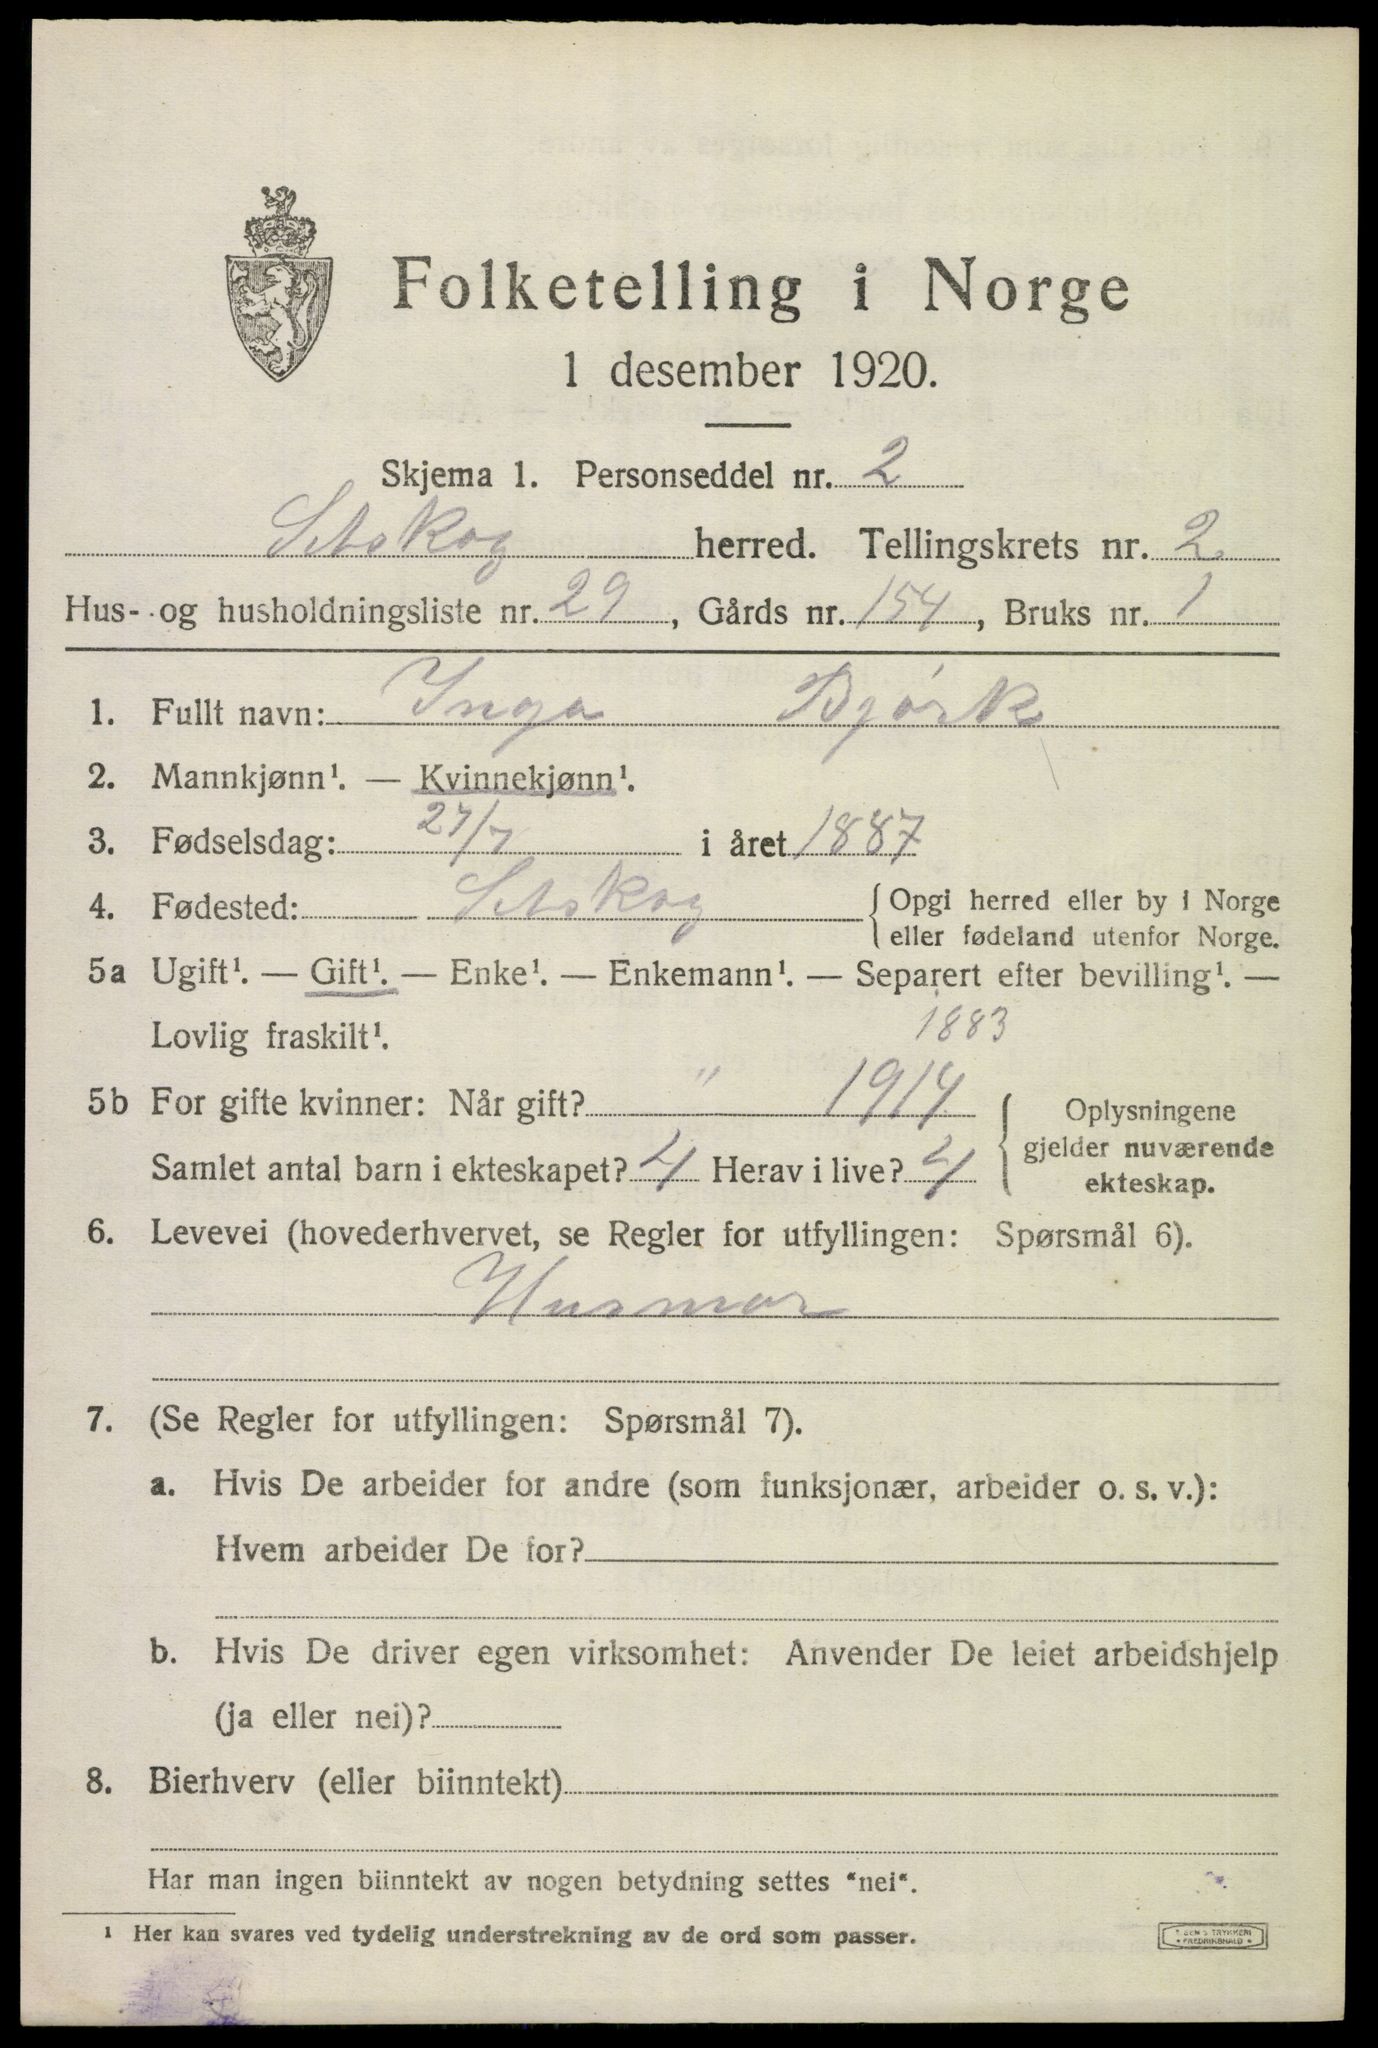 Folketelling i Norge
1 desember 1920.
Skjema 1. Personseddel nr. 2
Setskog herred. Tellingskrets nr. 2.
Hus- og husholdningsliste nr. 29, Gårds nr. 154, Bruks nr. 1
1. Fullt navn: Inga Bjørk
2. Mannkjønn¹. — Kvinnekjønn¹.
3. Fødselsdag: 27/7 i året 1887
4. Fødested: Setskog { Opgi herred eller by i Norge
eller fødeland utenfor Norge.
5a Ugift¹. — Gift¹. — Enke¹. — Enkemann¹. — Separert efter bevilling¹. —
Lovlig fraskilt¹.
1883
5b For gifte kvinner: Når gift? " 1914
Samlet antal barn i ekteskapet? 4 Herav i live? 4
{ Oplysningene
gjelder nuværende
ekteskap.
6. Levevei (hovederhvervet, se Regler for utfyllingen: Spørsmål 6).
Husmor
7. (Se Regler for utfyllingen: Spørsmål 7).
a. Hvis De arbeider for andre (som funksjonær, arbeider o. s. v.):
Hvem arbeider De for?
b. Hvis De driver egen virksomhet: Anvender De leiet arbeidshjelp
(ja eller nei)?
8. Bierhverv (eller biinntekt)
Har man ingen biinntekt av nogen betydning settes "nei".
¹ Her kan svares ved tydelig understrekning av de ord som passer.
TRYKKERI
FREDRIKSHALD